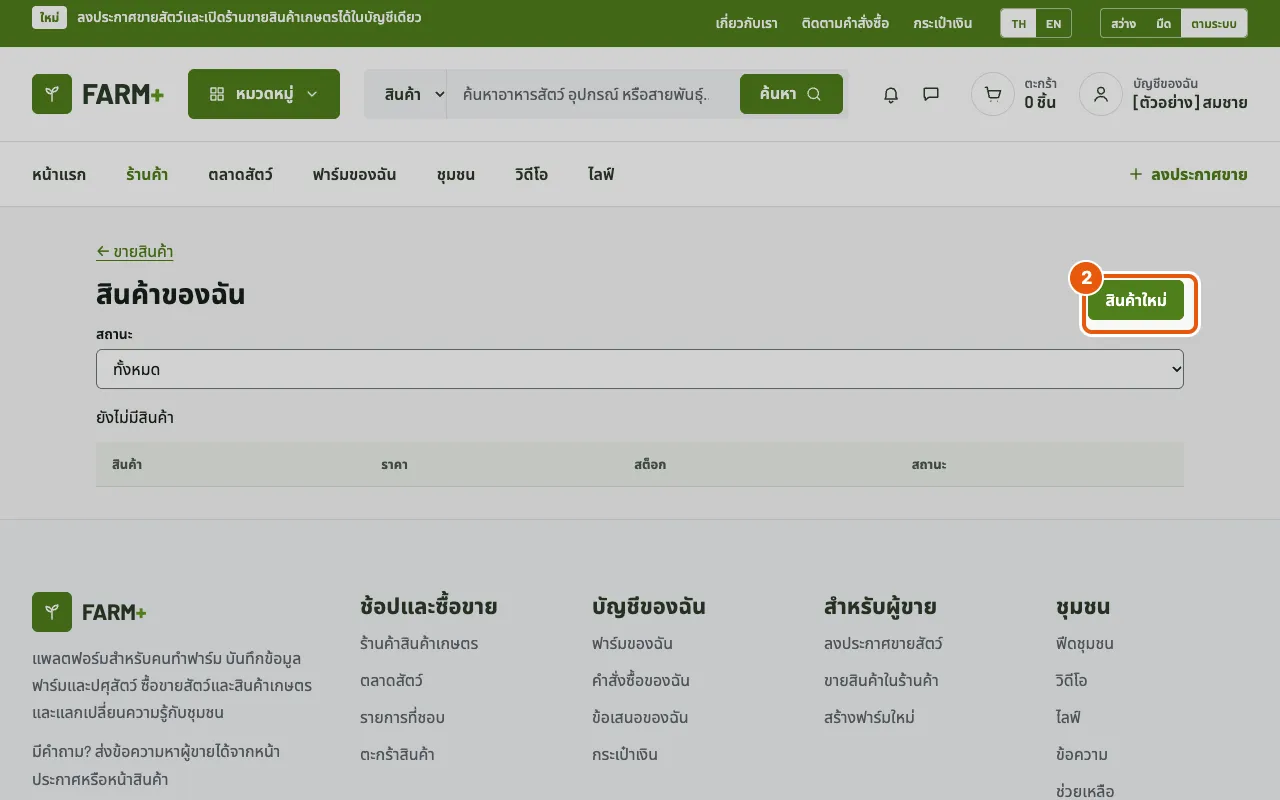 ใหม่ ลงประกาศขายสัตว์และเปิดร้านขายสินค้าเกษตรได้ในบัญชีเดียว เกี่ยวกับเรา ติดตามคำสั่งซื้อ กระเป๋าเงิน TH EN สว่าง มืด ตามระบบ
FARM+ หมวดหมู่ สินค้า ค้นหาอาหารสัตว์ อุปกรณ์ หรือสายพันธุ์.. ค้นหา
ตะกร้า
0 ชิ้น
บัญชีของฉัน
[ตัวอย่าง] สมชาย
หน้าแรก ร้านค้า ตลาดสัตว์ ฟาร์มของฉัน ชุมชน วิดีโอ ไลฟ์ + ลงประกาศขาย
← ขายสินค้า
สินค้าของฉัน
2
สินค้าใหม่
สถานะ
ทั้งหมด
ยังไม่มีสินค้า
สินค้า ราคา สต็อก สถานะ
FARM+
แพลตฟอร์มสำหรับคนทำฟาร์ม บันทึกข้อมูล
ฟาร์มและปศุสัตว์ ซื้อขายสัตว์และสินค้าเกษตร
และแลกเปลี่ยนความรู้กับชุมชน
มีคำถาม? ส่งข้อความหาผู้ขายได้จากหน้า
ประกาศหรือหน้าสินค้า
ช้อปและซื้อขาย
ร้านค้าสินค้าเกษตร
ตลาดสัตว์
รายการที่ชอบ
ตะกร้าสินค้า
บัญชีของฉัน
ฟาร์มของฉัน
คำสั่งซื้อของฉัน
ข้อเสนอของฉัน
กระเป๋าเงิน
สำหรับผู้ขาย
ลงประกาศขายสัตว์
ขายสินค้าในร้านค้า
สร้างฟาร์มใหม่
ชุมชน
ฟีดชุมชน
วิดีโอ
ไลฟ์
ข้อความ
ช่วยเหลือ